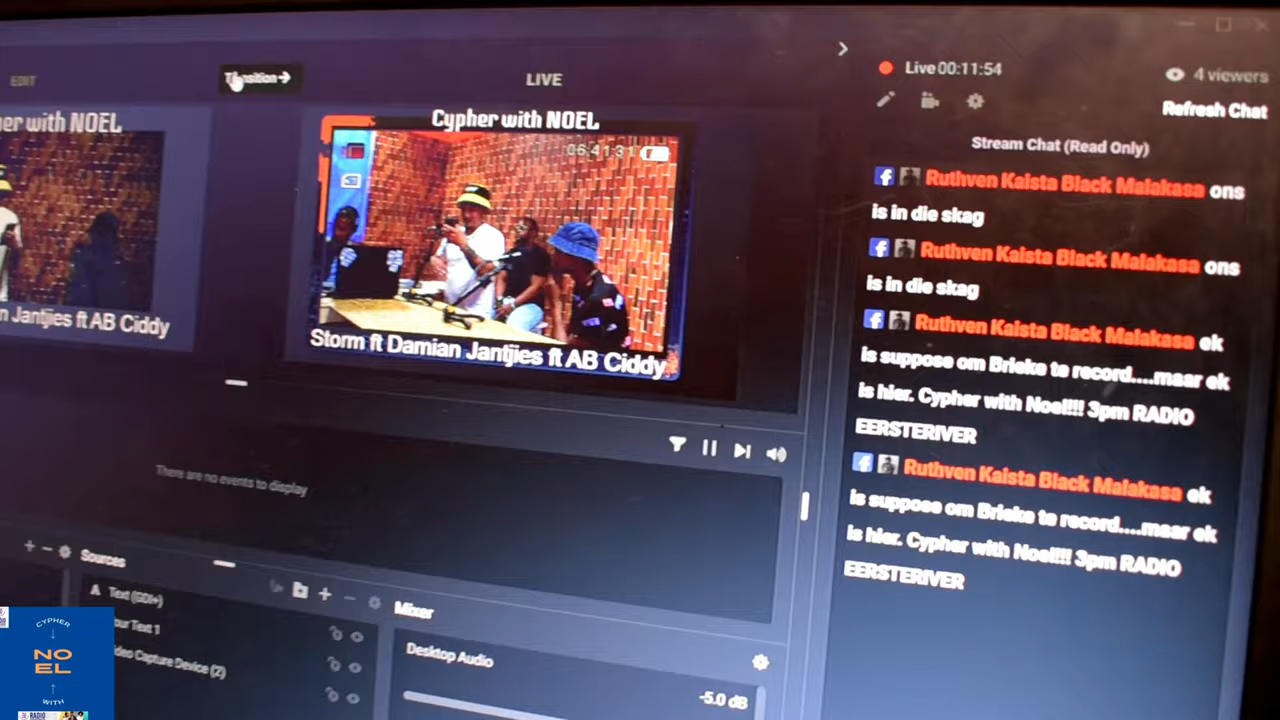 EDIT
Transition
LIVE
Live 00:11:54
4 viewers
Refresh Chat
er with NOEL
Cypher with NOEL
06:41:31
Stream Chat (Read Only)
Ruthven Kaista Black Malakasa ons
is in die skag
Ruthven Kaista Black Malakasa ons
is in die skag
Ruthven Kaista Black Malakasa ek
is suppose om Brieke te record....maar ek
is hier. Cypher with Noel!!! 3pm RADIO
EERSTERIVER
Ruthven Kaista Black Malakasa ek
is suppose om Brieke te record....maar ek
is hier. Cypher with Noel!!! 3pm RADIO
EERSTERIVER
n Jantjies ft AB Ciddy
Storm ft Damian Jantjies ft AB Ciddy
There are no events to display
Sources
Text (GDI+)
our Text 1
ideo Capture Device (2)
Mixer
Desktop Audio
-5.0 dB
CYPHER
NO
EL
WITH
RADIO